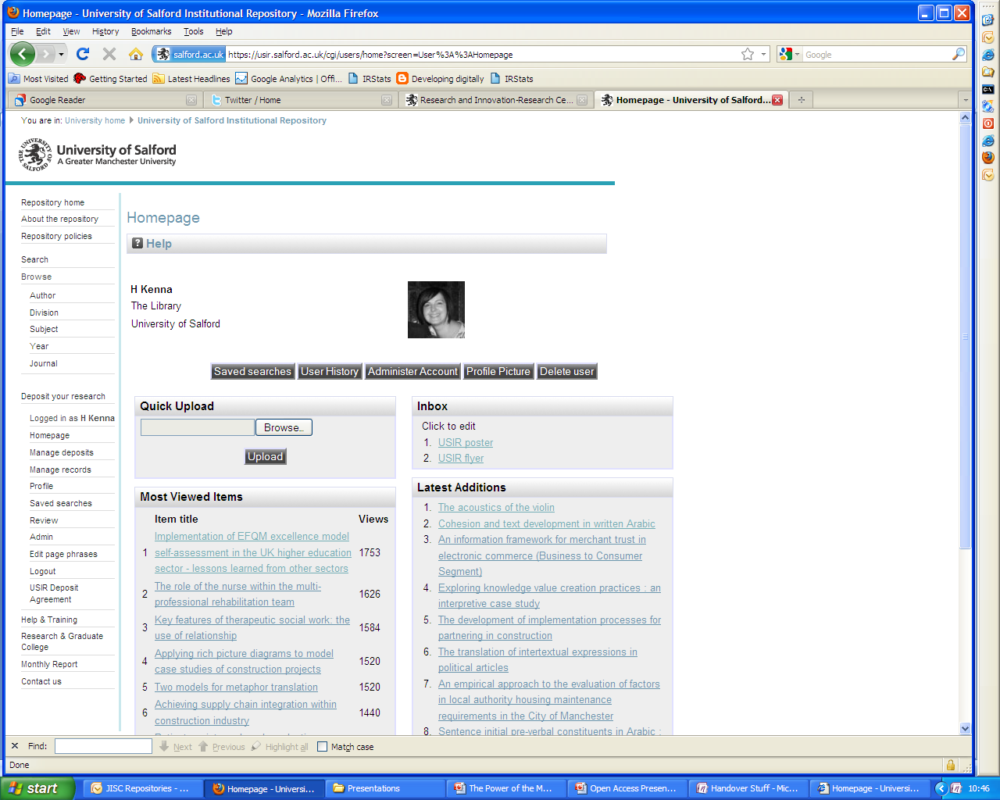 Homepage - University of Salford Institutional Repository - Mozilla Firefox
File Edit View History Bookmarks Tools Help
salford.ac.uk https://usir.salford.ac.uk/cgi/users/home?screen=User%3A%3AHomepage
Google
Most Visited Getting Started Latest Headlines Google Analytics | Offi... IRStats Developing digitally IRStats
Google Reader
Twitter / Home
Research and Innovation-Research Ce...
Homepage - University of Salford...
You are in: University home University of Salford Institutional Repository
THE UNIVERSITY OF SALFORD
University of Salford
A Greater Manchester University
Repository home
About the repository
Repository policies
Search
Browse
Author
Division
Subject
Year
Journal
Deposit your research
Logged in as H Kenna
Homepage
Manage deposits
Manage records
Profile
Saved searches
Review
Admin
Edit page phrases
Logout
USIR Deposit
Agreement
Help & Training
Research & Graduate
College
Monthly Report
Contact us
Homepage
? Help
H Kenna
The Library
University of Salford
Saved searches User History Administer Account Profile Picture Delete user
Quick Upload
Browse...
Upload
Most Viewed Items
Item title Views
1 Implementation of EFQM excellence model
self-assessment in the UK higher education
sector - lessons learned from other sectors 1753
2 The role of the nurse within the multi-
professional rehabilitation team 1626
3 Key features of therapeutic social work: the
use of relationship 1584
4 Applying rich picture diagrams to model
case studies of construction projects 1520
5 Two models for metaphor translation 1520
6 Achieving supply chain integration within
construction industry 1440
Inbox
Click to edit
1. USIR poster
2. USIR flyer
Latest Additions
1. The acoustics of the violin
2. Cohesion and text development in written Arabic
3. An information framework for merchant trust in
electronic commerce (Business to Consumer
Segment)
4. Exploring knowledge value creation practices : an
interpretive case study
5. The development of implementation processes for
partnering in construction
6. The translation of intertextual expressions in
political articles
7. An empirical approach to the evaluation of factors
in local authority housing maintenance
requirements in the City of Manchester
8. Sentence initial pre-verbal constituents in Arabic :
Find: Next Previous Highlight all Match case
Done
start
JISC Repositories - ...
Homepage - Universi...
Presentations
The Power of the M...
Open Access Presen...
Handover Stuff - Mic...
Homepage - Universi...
10:46